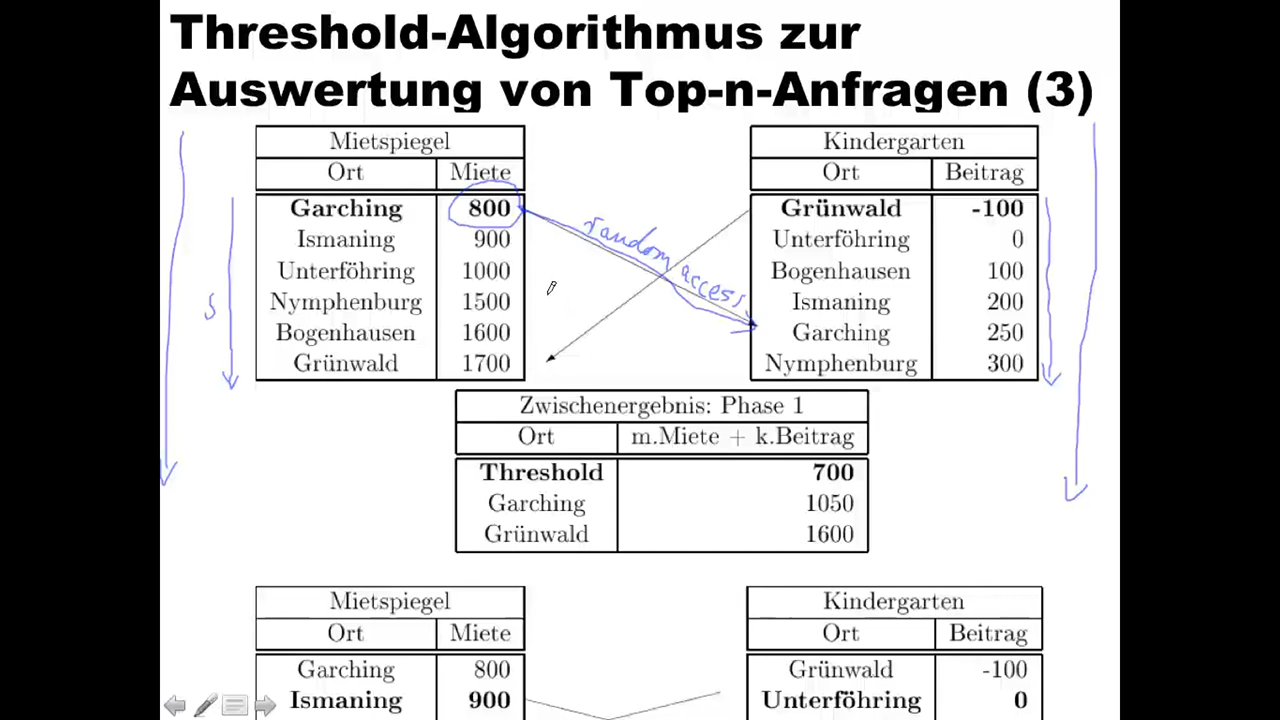 Threshold-Algorithmus zur
Auswertung von Top-n-Anfragen (3)
Mietspiegel
Ort Miete
Garching 800
Ismaning 900
Unterföhring 1000
Nymphenburg 1500
Bogenhausen 1600
Grünwald 1700
s
random access
Kindergarten
Ort Beitrag
Grünwald -100
Unterföhring 0
Bogenhausen 100
Ismaning 200
Garching 250
Nymphenburg 300
Zwischenergebnis: Phase 1
Ort m.Miete + k.Beitrag
Threshold 700
Garching 1050
Grünwald 1600
Mietspiegel
Ort Miete
Garching 800
Ismaning 900
Kindergarten
Ort Beitrag
Grünwald -100
Unterföhring 0